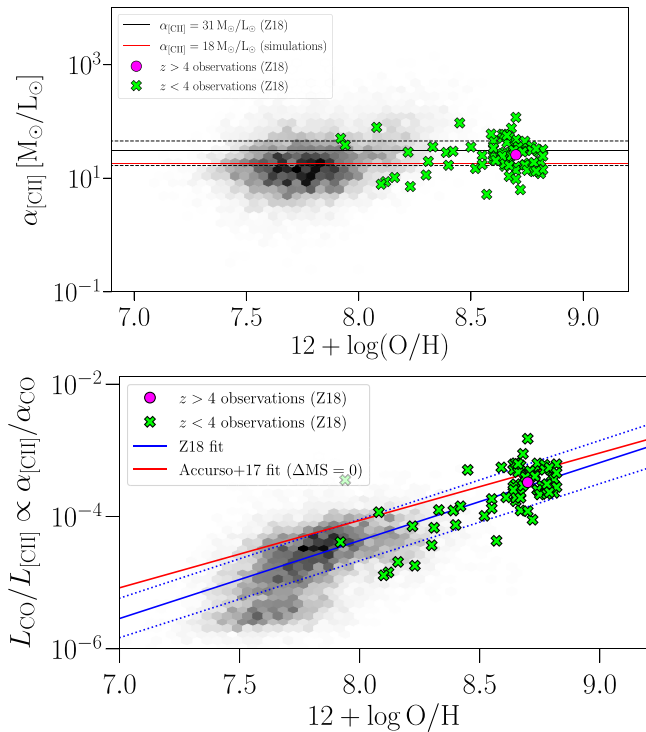 α[CII] = 31 M⊙/L⊙ (Z18)
α[CII] = 18 M⊙/L⊙ (simulations)
z > 4 observations (Z18)
z < 4 observations (Z18)
α[CII] [M⊙/L⊙]
10³
10¹
10⁻¹
7.0 7.5 8.0 8.5 9.0
12 + log(O/H)
z > 4 observations (Z18)
z < 4 observations (Z18)
Z18 fit
Accurso+17 fit (ΔMS = 0)
LCO/L[CII] ∝ α[CII]/αCO
10⁻²
10⁻⁴
10⁻⁶
7.0 7.5 8.0 8.5 9.0
12 + log O/H